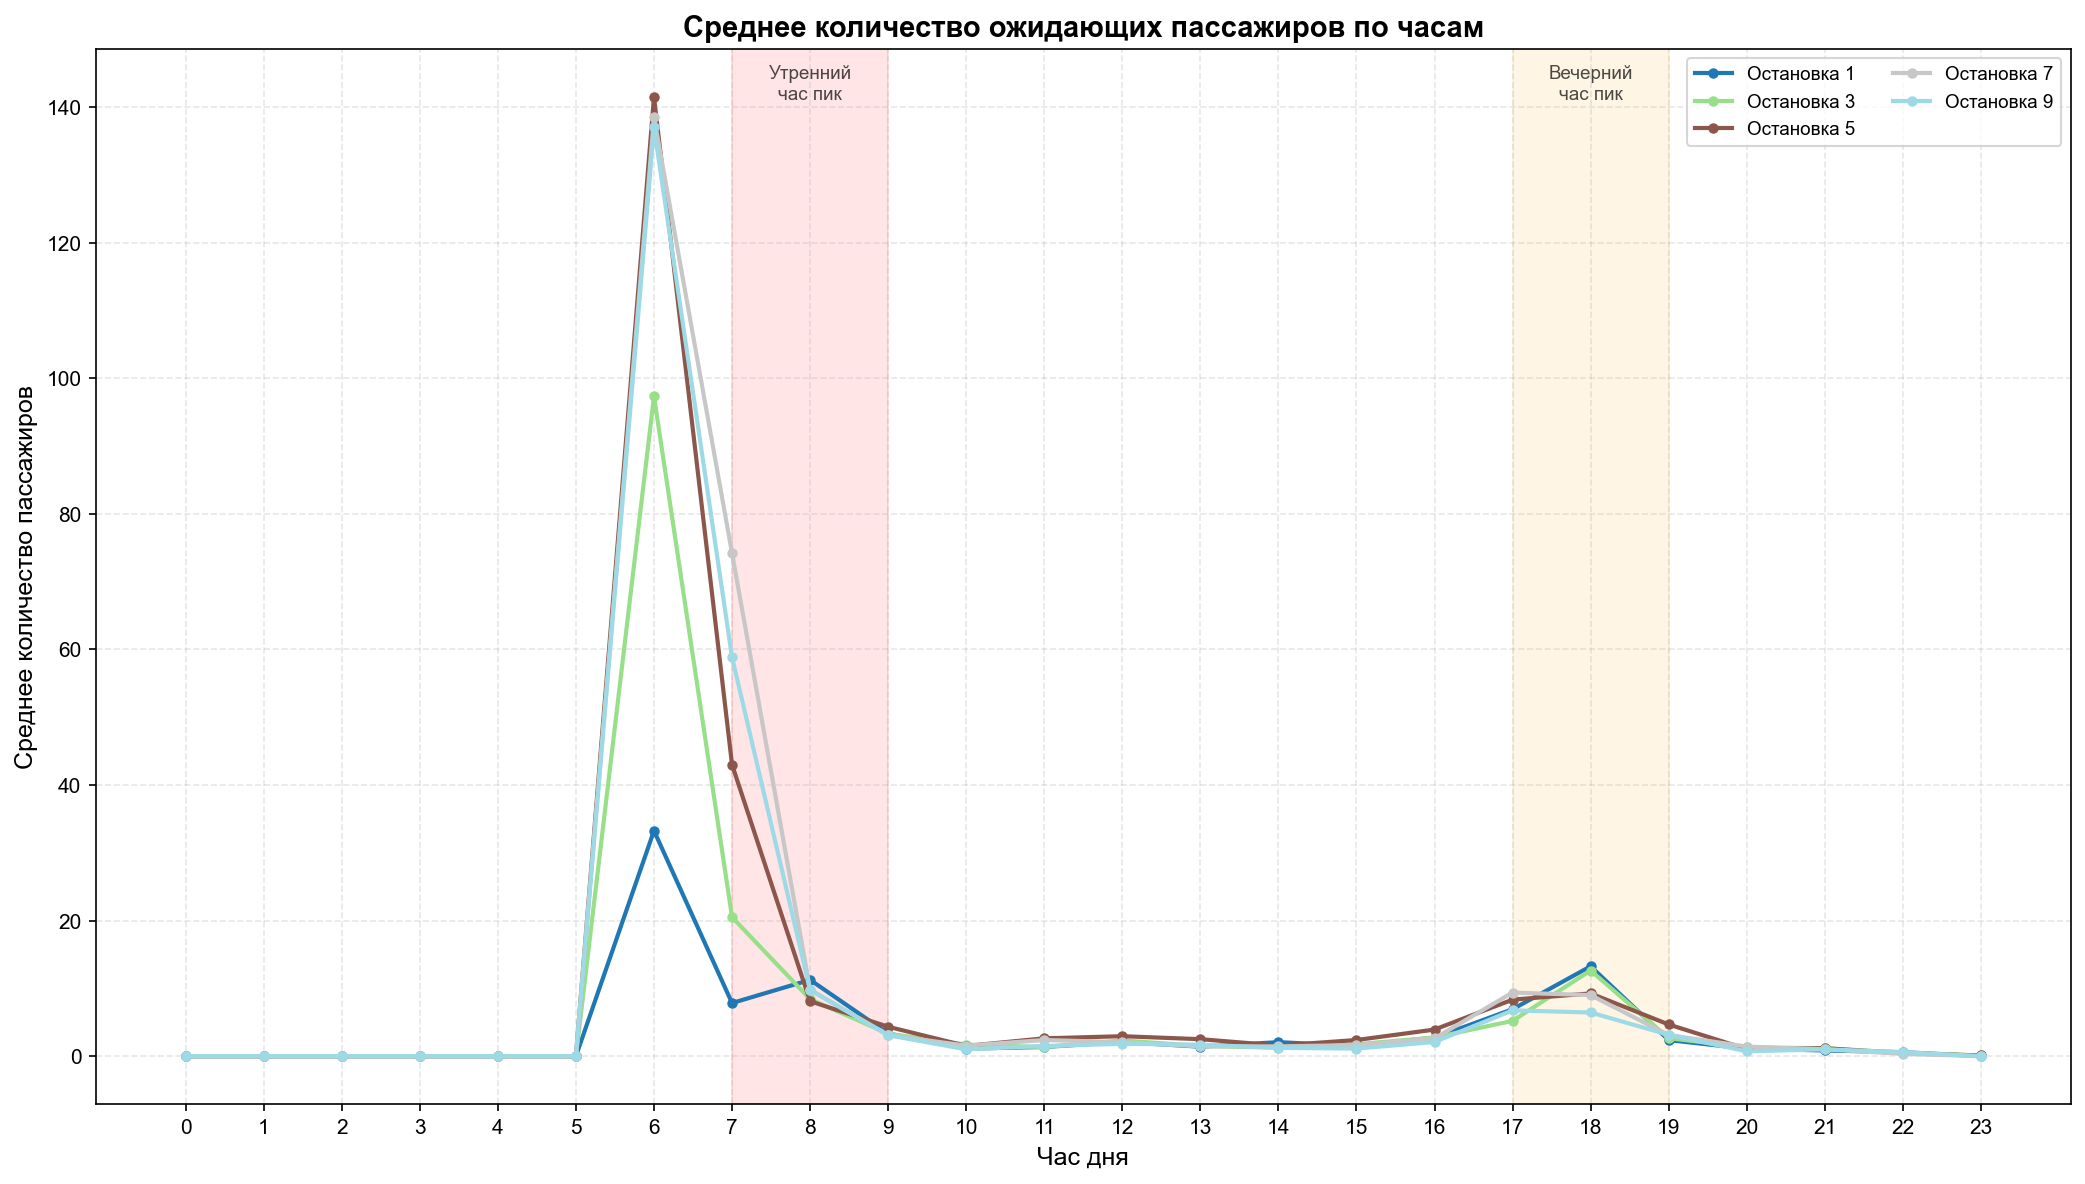 Среднее количество ожидающих пассажиров по часам
Утренний
час пик
Вечерний
час пик
Остановка 1
Остановка 3
Остановка 5
Остановка 7
Остановка 9
Среднее количество пассажиров
140
120
100
80
60
40
20
0
0 1 2 3 4 5 6 7 8 9 10 11 12 13 14 15 16 17 18 19 20 21 22 23
Час дня